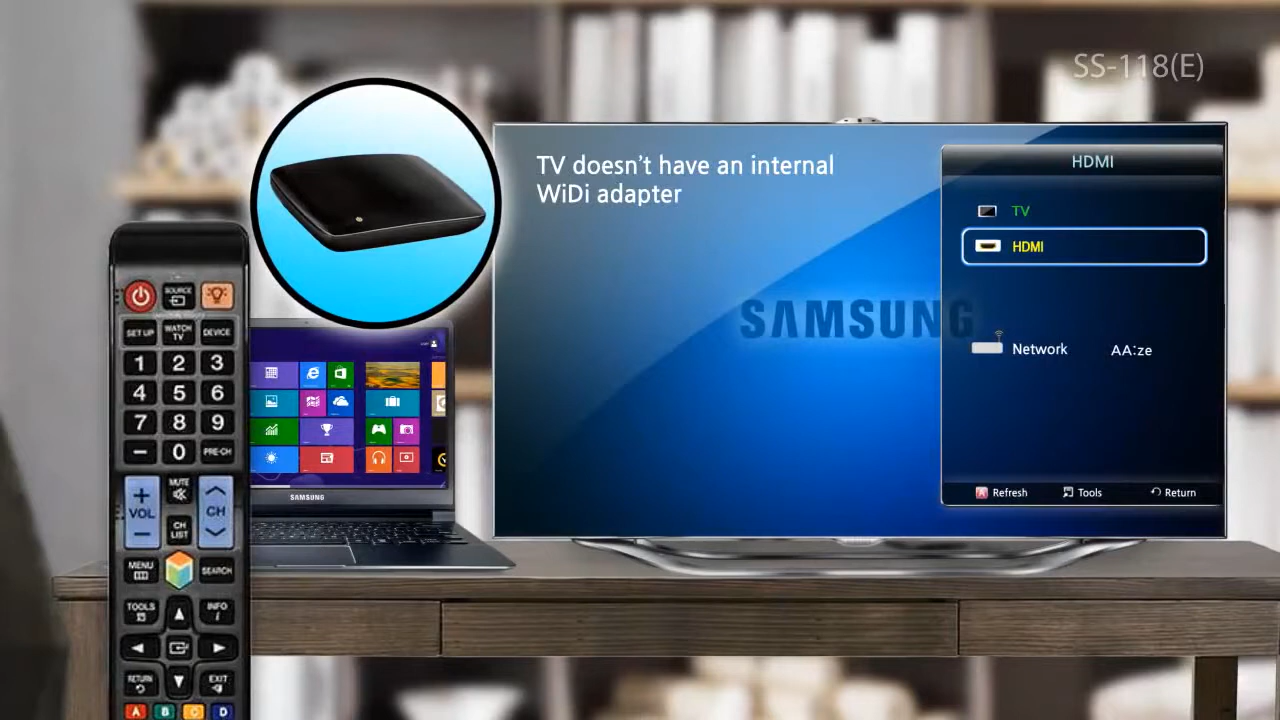 SS-118(E)
TV doesn't have an internal
WiDi adapter
HDMI
TV
HDMI
SAMSUNG
Network AA:ze
A Refresh Tools Return
SAMSUNG
SOURCE
SET UP WATCH TV DEVICE
1 2 3
4 5 6
7 8 9
- 0 PRE-CH
MUTE
+ VOL - CH
CH LIST
MENU SEARCH
TOOLS INFO
RETURN EXIT
A B C D